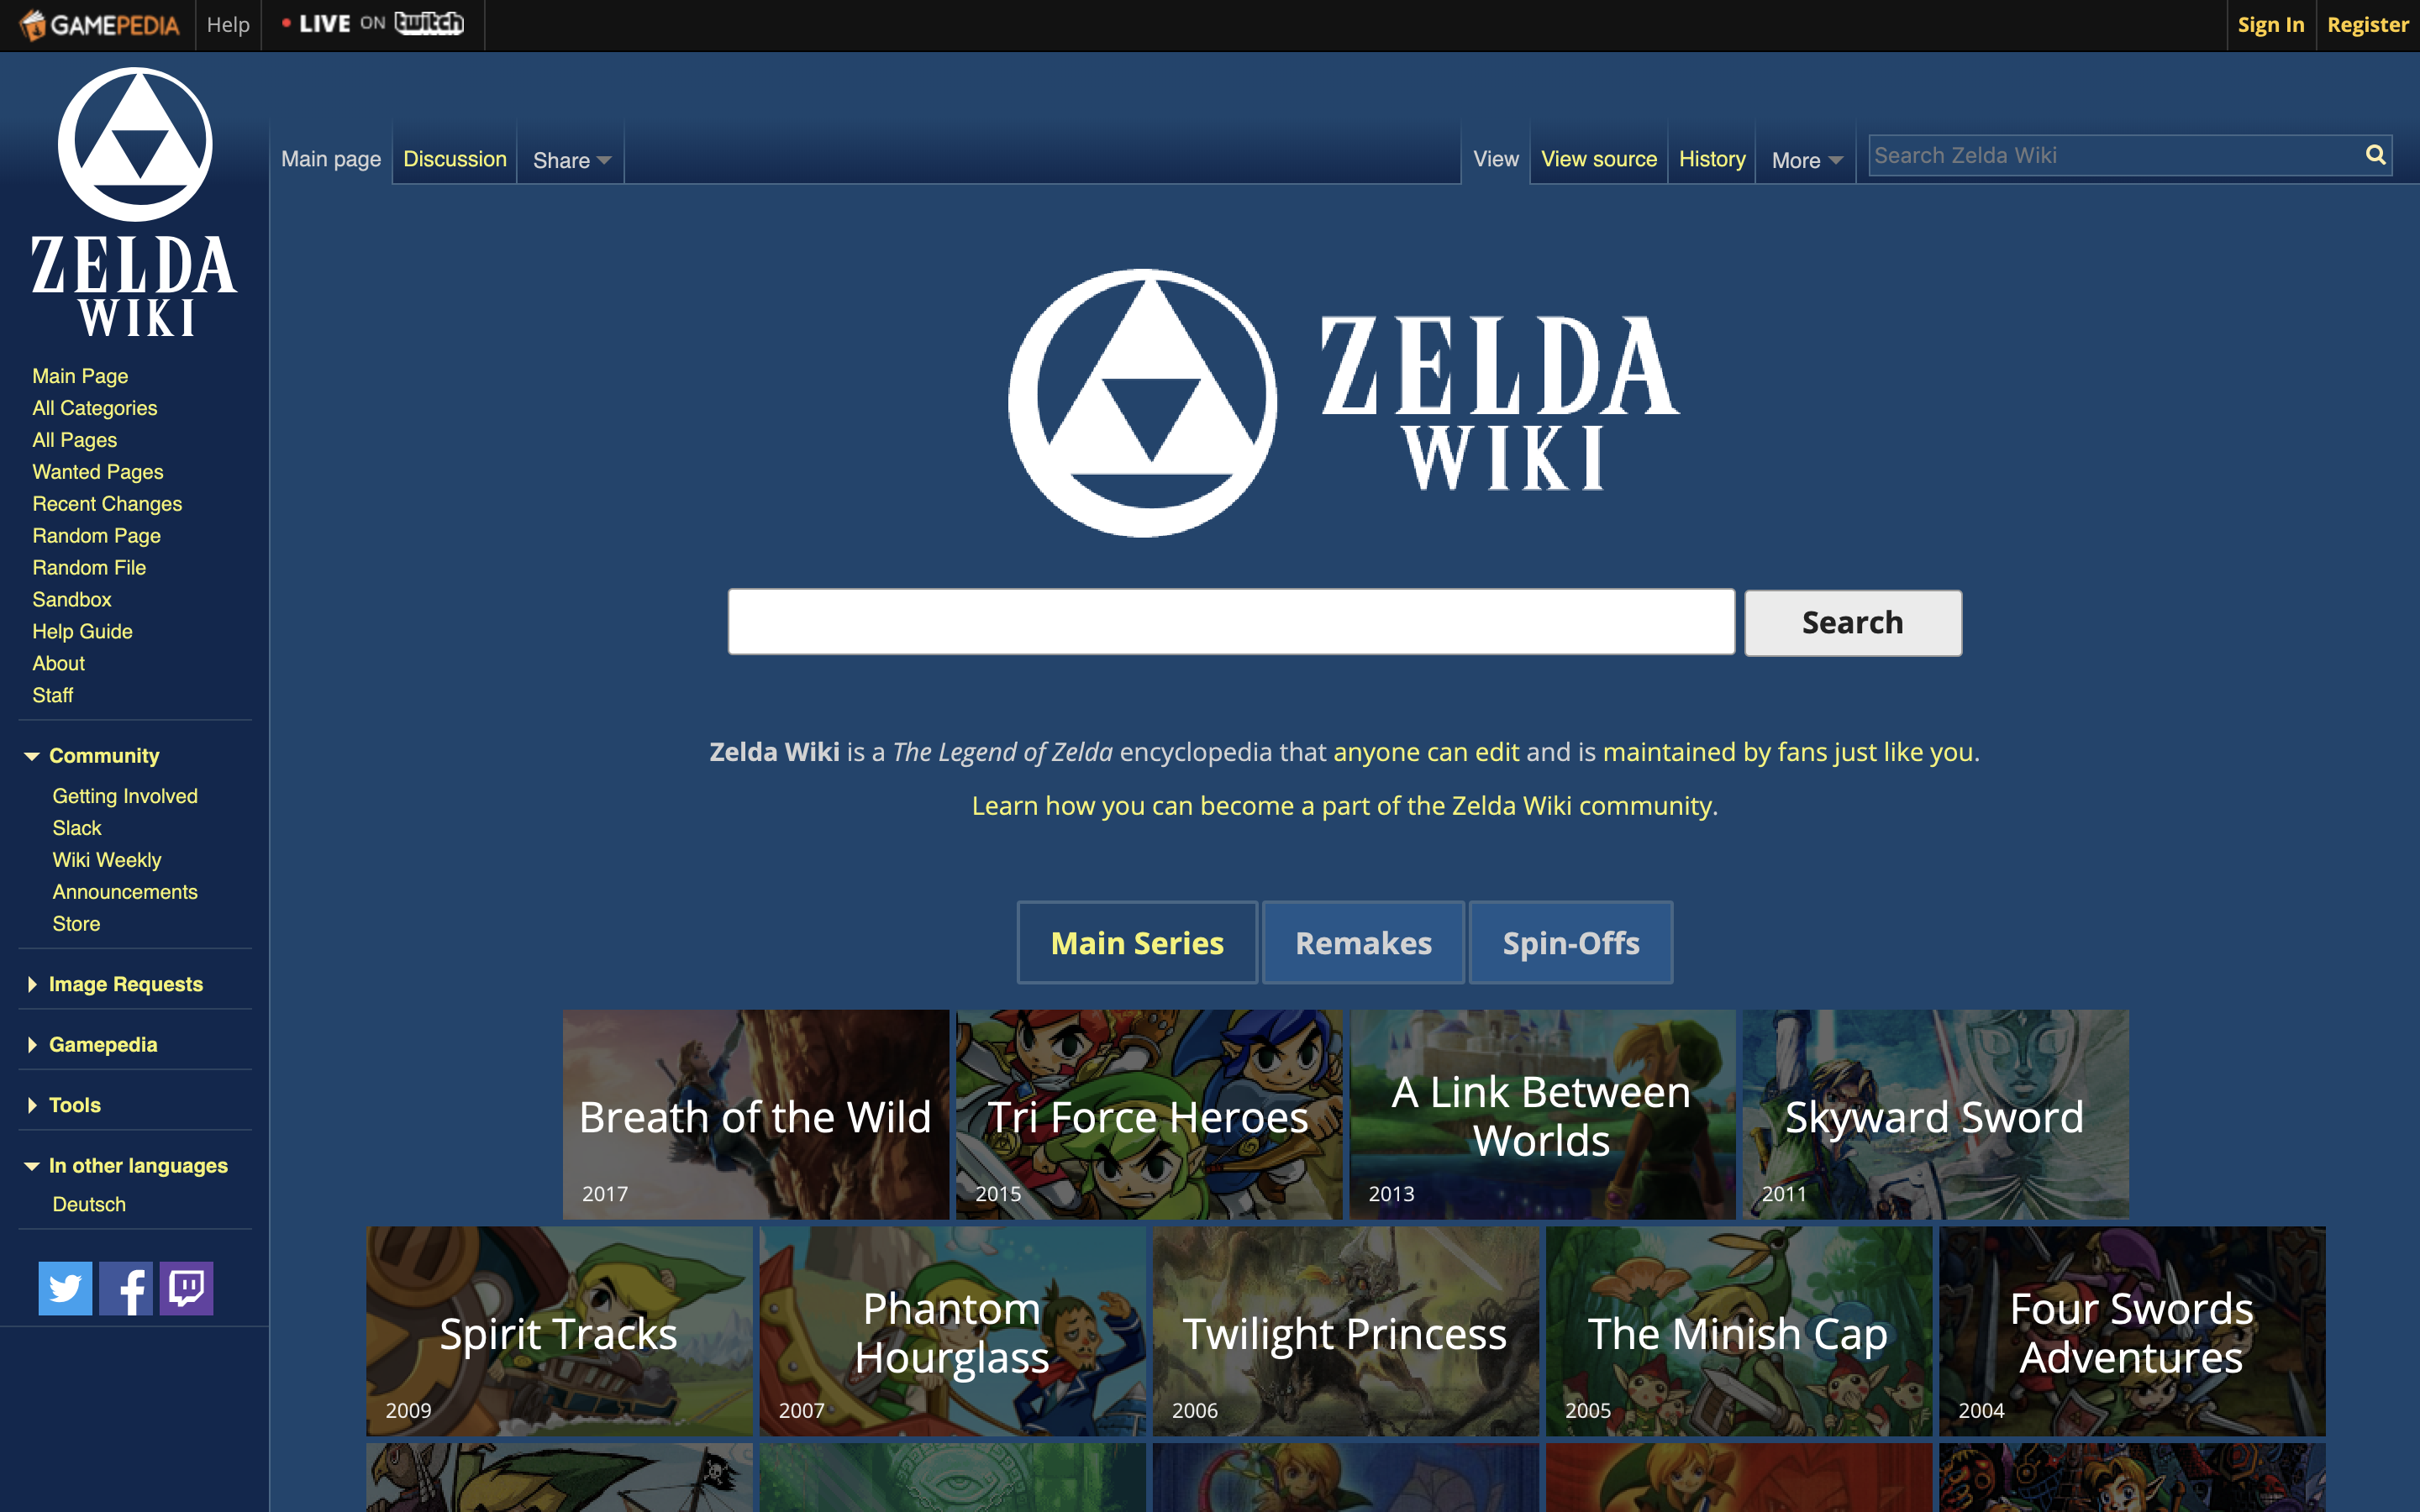 GAMEPEDIA
Help
LIVE ON twitch
Sign In
Register
ZELDA
WIKI
Main page
Discussion
Share
View
View source
History
More
Search Zelda Wiki
Main Page
All Categories
All Pages
Wanted Pages
Recent Changes
Random Page
Random File
Sandbox
Help Guide
About
Staff
Community
Getting Involved
Slack
Wiki Weekly
Announcements
Store
Image Requests
Gamepedia
Tools
In other languages
Deutsch
ZELDA
WIKI
Search
Zelda Wiki is a The Legend of Zelda encyclopedia that anyone can edit and is maintained by fans just like you.
Learn how you can become a part of the Zelda Wiki community.
Main Series
Remakes
Spin-Offs
Breath of the Wild
2017
Tri Force Heroes
2015
A Link Between
Worlds
2013
Skyward Sword
2011
Spirit Tracks
2009
Phantom
Hourglass
2007
Twilight Princess
2006
The Minish Cap
2005
Four Swords
Adventures
2004